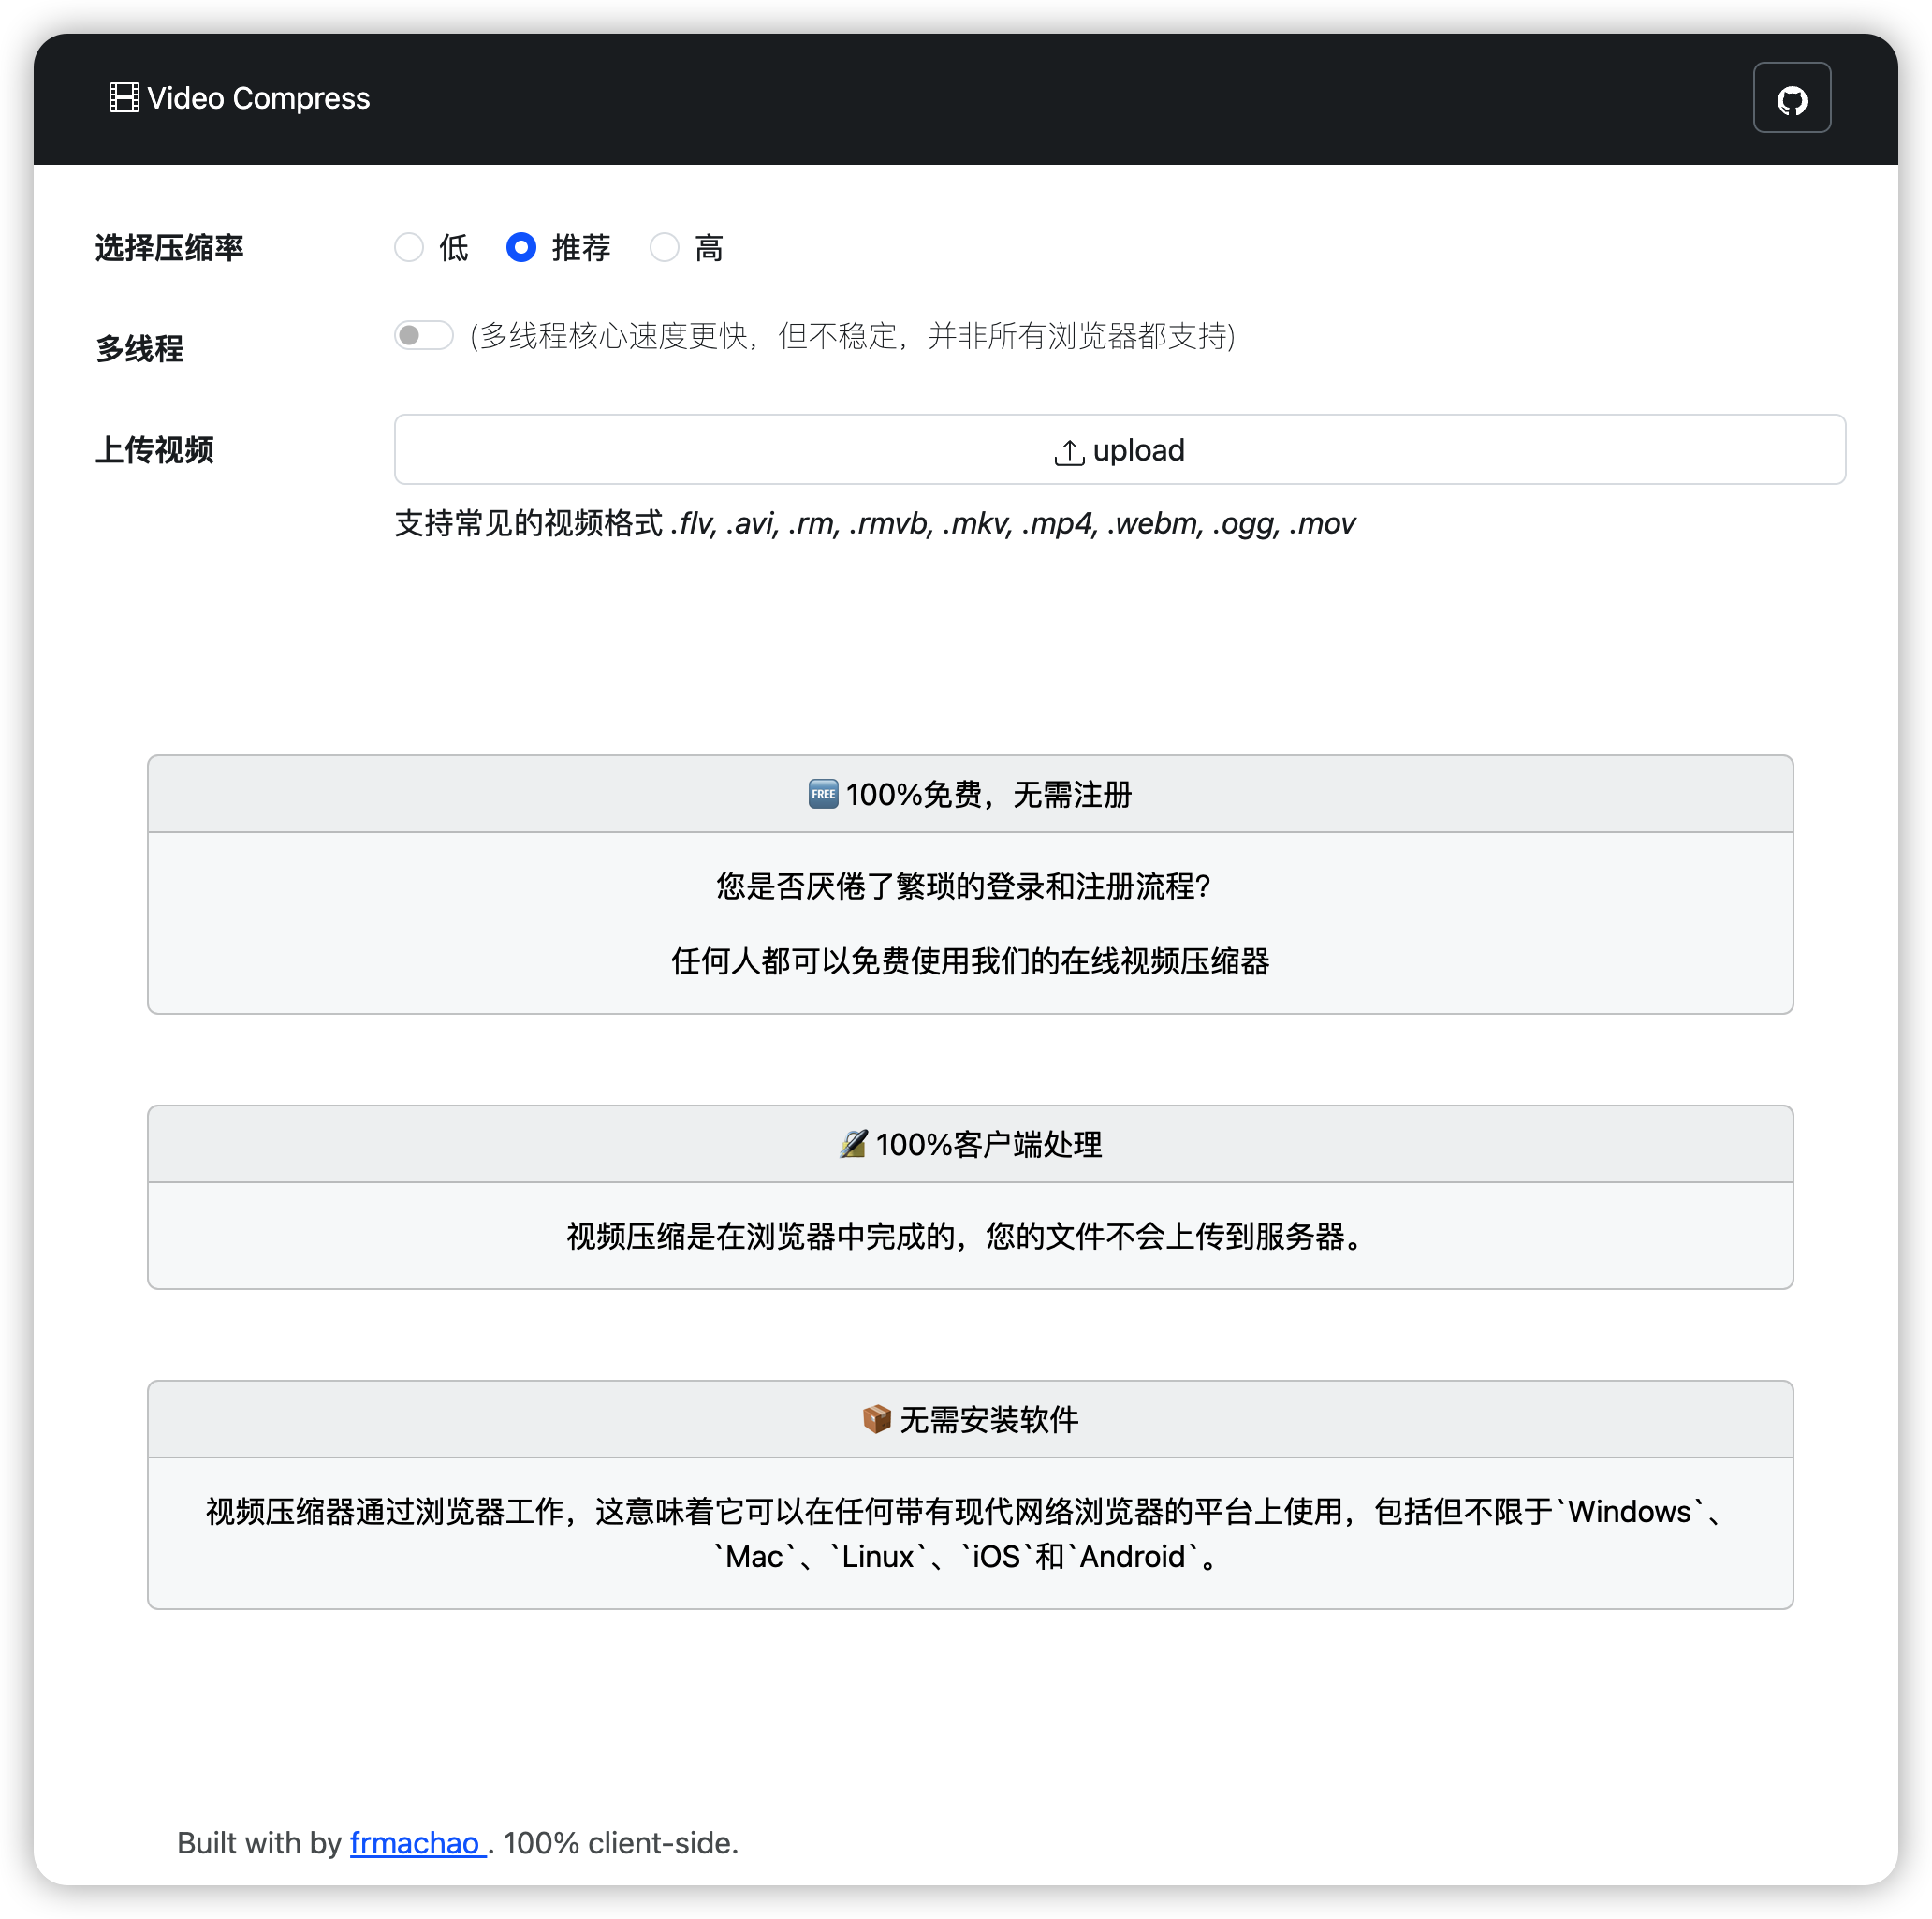 Video Compress
选择压缩率
低 推荐 高
多线程
(多线程核心速度更快，但不稳定，并非所有浏览器都支持)
上传视频
upload
支持常见的视频格式 .flv, .avi, .rm, .rmvb, .mkv, .mp4, .webm, .ogg, .mov
FREE 100%免费，无需注册
您是否厌倦了繁琐的登录和注册流程?
任何人都可以免费使用我们的在线视频压缩器
100%客户端处理
视频压缩是在浏览器中完成的，您的文件不会上传到服务器。
无需安装软件
视频压缩器通过浏览器工作，这意味着它可以在任何带有现代网络浏览器的平台上使用，包括但不限于`Windows`、
`Mac`、`Linux`、`iOS`和`Android`。
Built with by frmachao . 100% client-side.